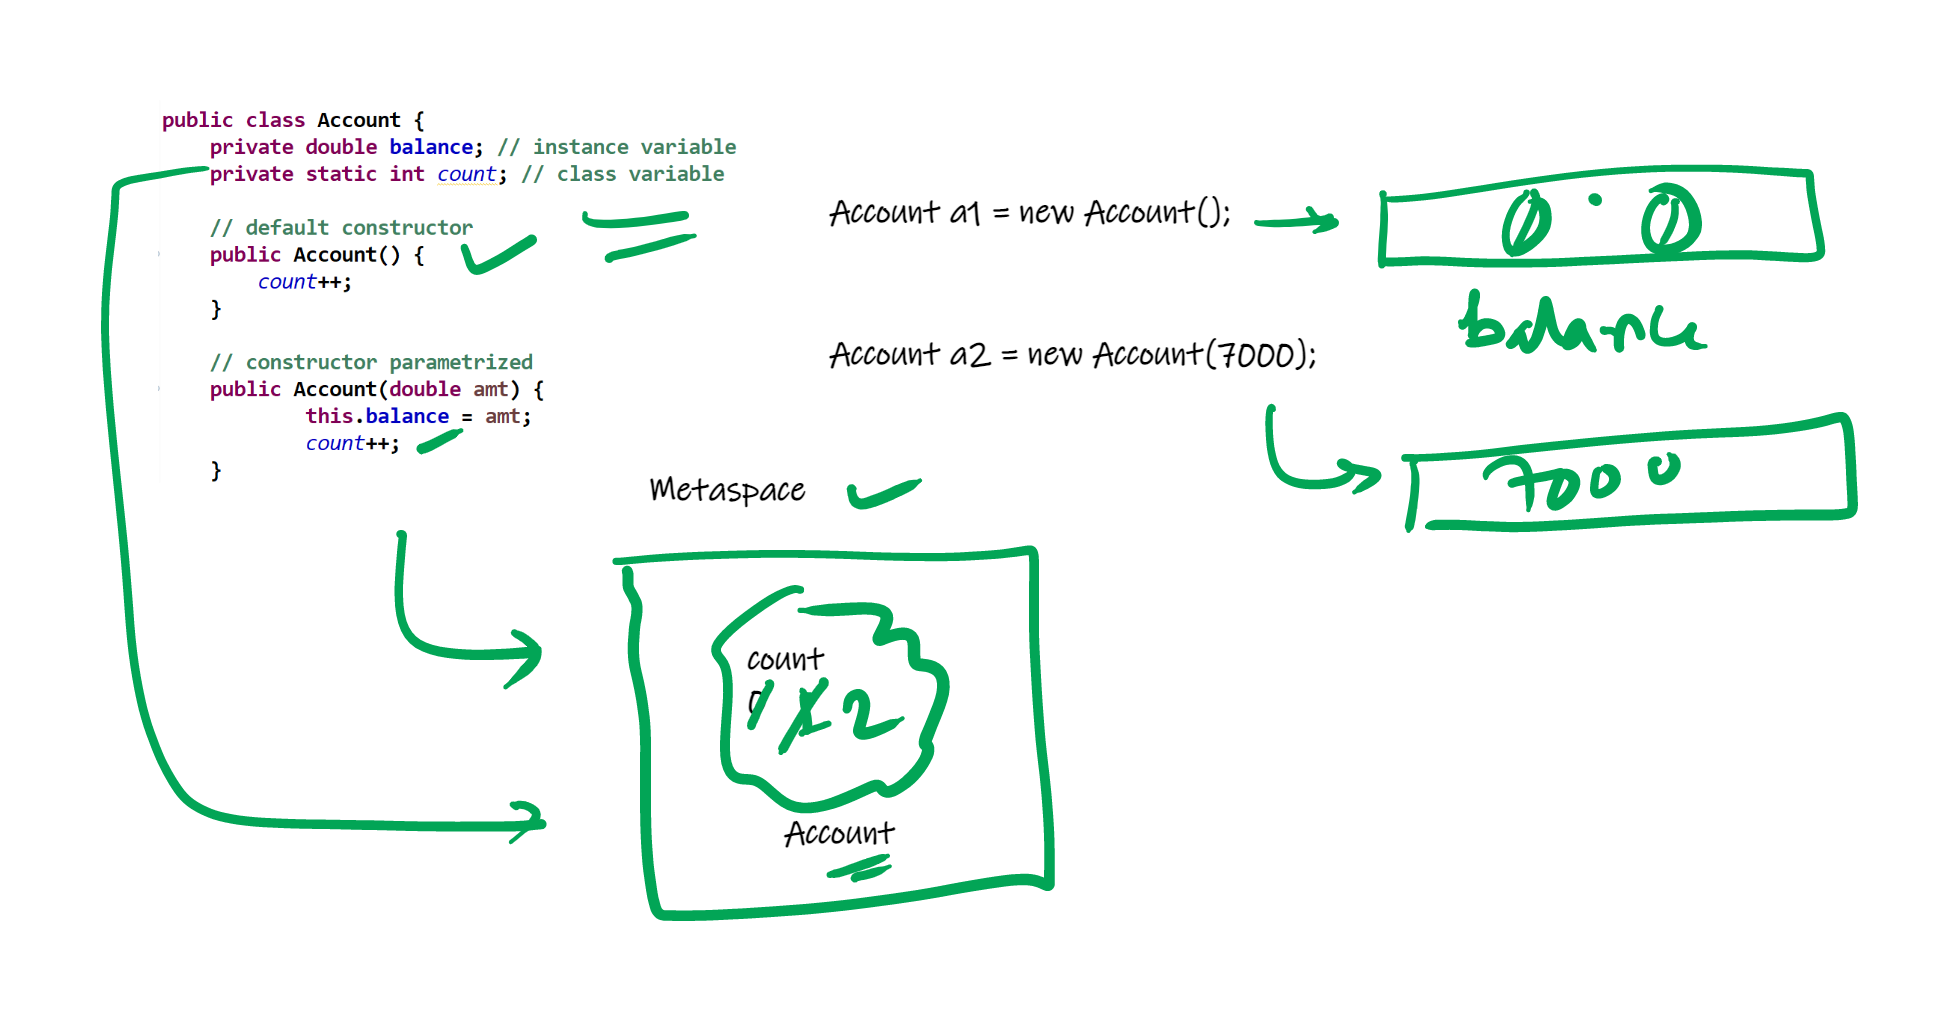 public class Account {
private double balance; // instance variable
private static int count; // class variable
// default constructor
public Account() {
count++;
}
// constructor parametrized
public Account(double amt) {
this.balance = amt;
count++;
}
Account a1 = new Account();
0.0
balance
Account a2 = new Account(7000);
7000
Metaspace
count
0 1 2
Account